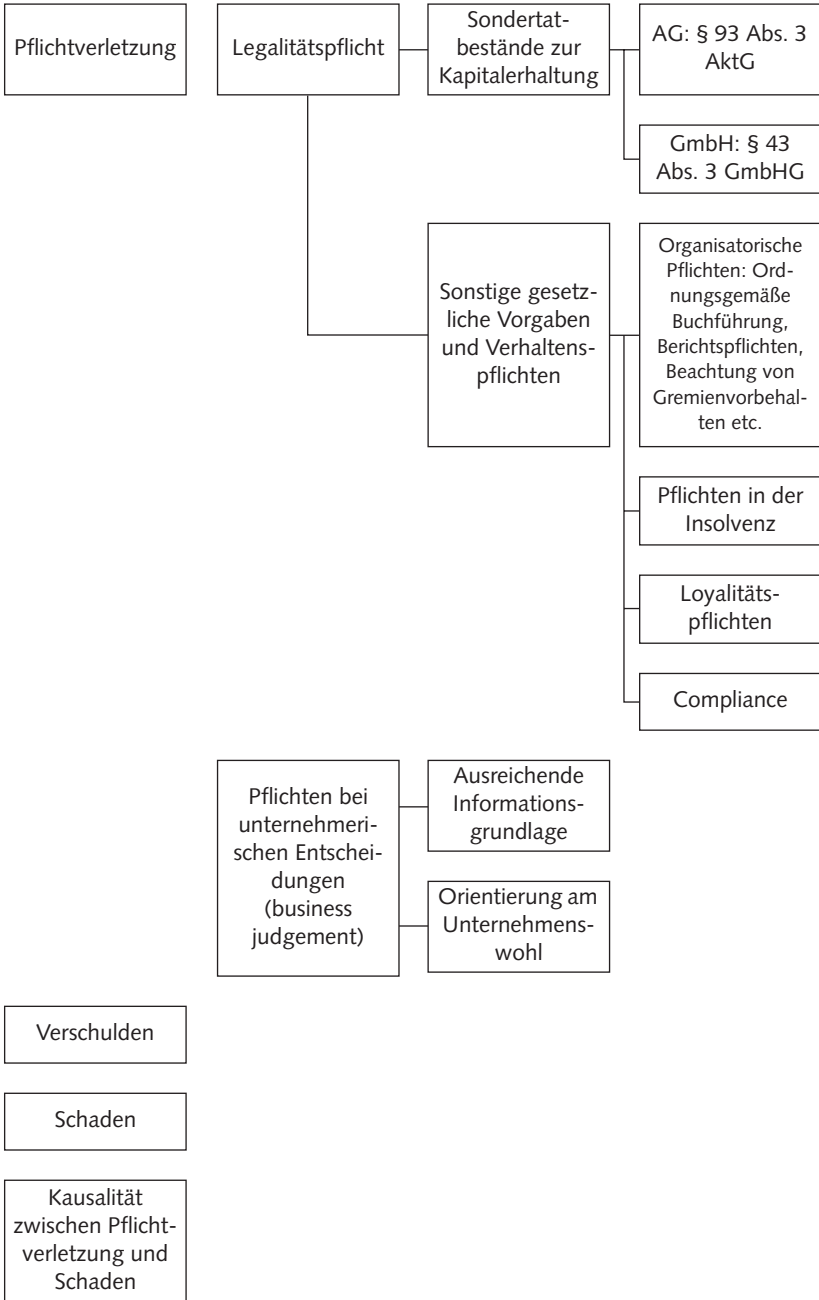 Pflichtverletzung
Legalitätspflicht
Sondertat-
bestände zur
Kapitalerhaltung
AG: § 93 Abs. 3
AktG
GmbH: § 43
Abs. 3 GmbHG
Sonstige gesetz-
liche Vorgaben
und Verhaltens-
pflichten
Organisatorische
Pflichten: Ord-
nungsgemäße
Buchführung,
Berichtspflichten,
Beachtung von
Gremienvorbehal-
ten etc.
Pflichten in der
Insolvenz
Loyalitäts-
pflichten
Compliance
Pflichten bei
unternehmeri-
schen Entschei-
dungen
(business
judgement)
Ausreichende
Informations-
grundlage
Orientierung am
Unternehmens-
wohl
Verschulden
Schaden
Kausalität
zwischen Pflicht-
verletzung und
Schaden